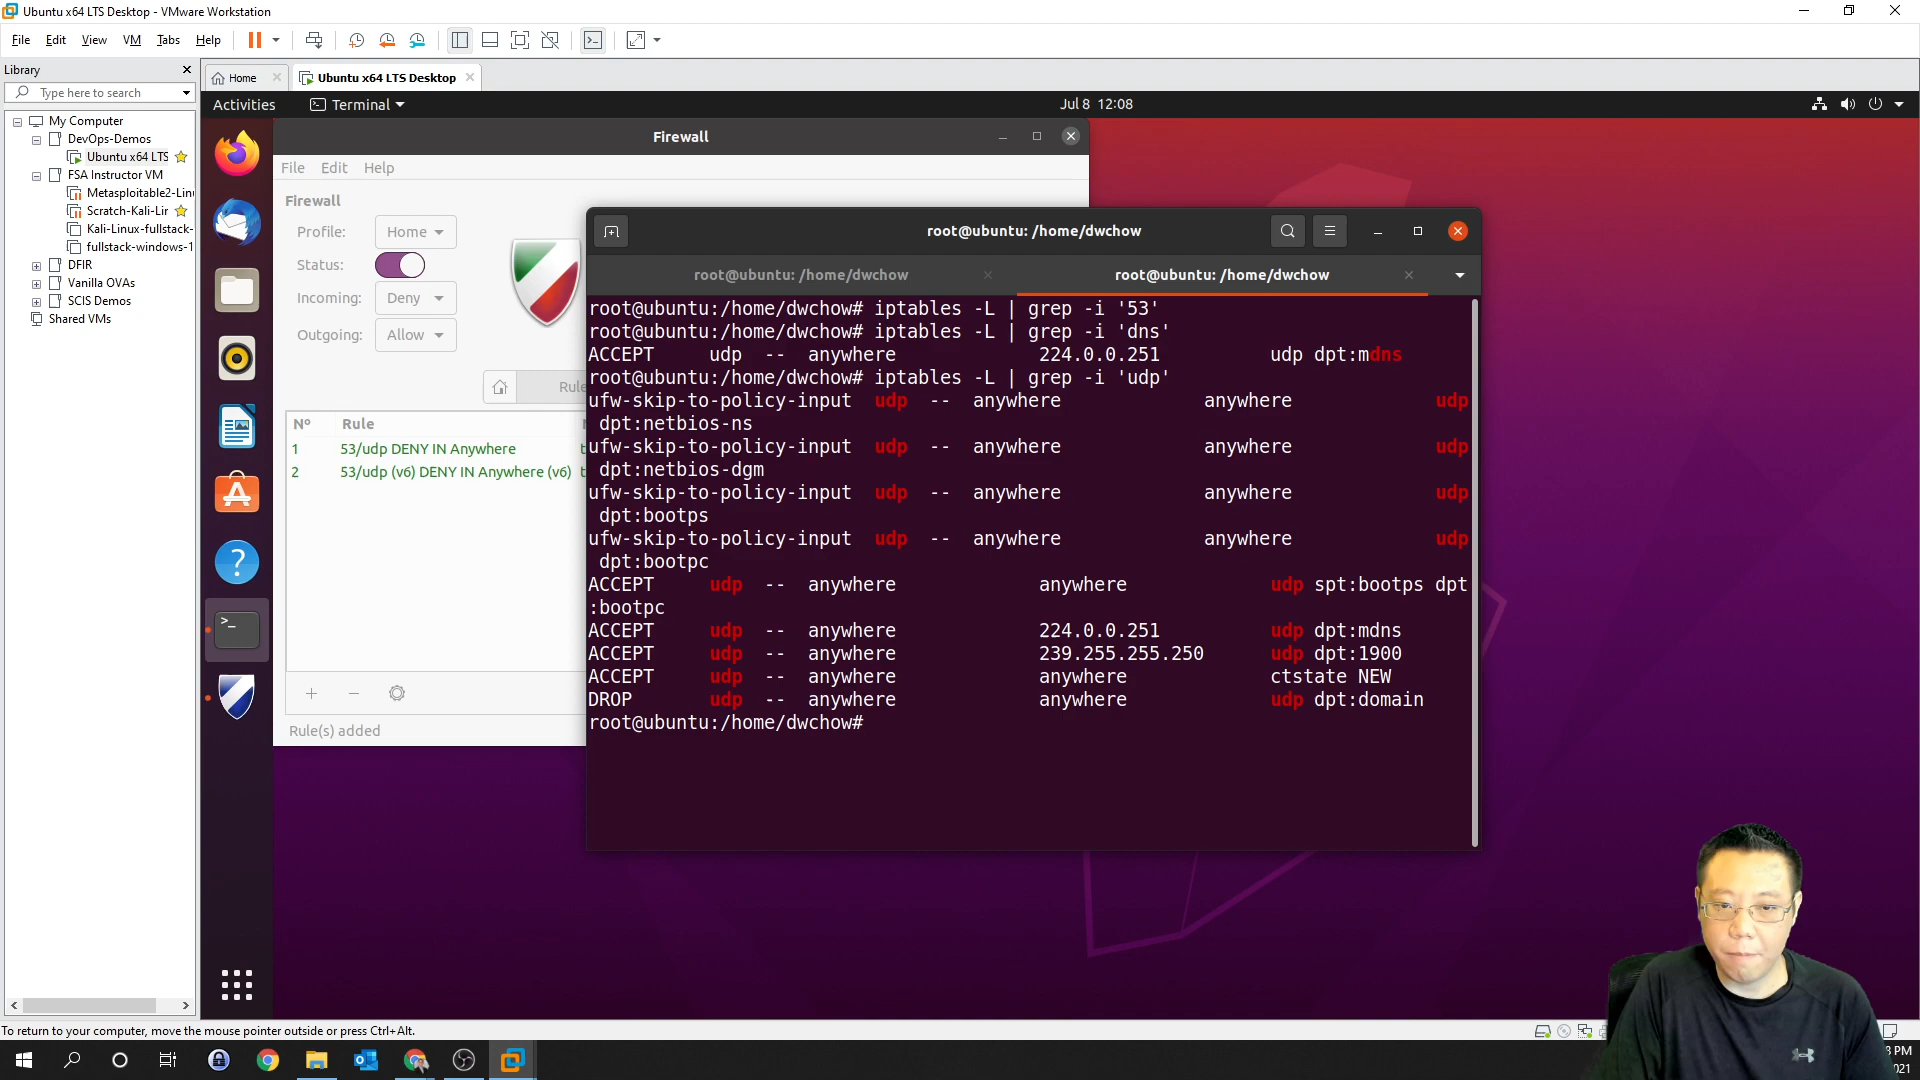 Ubuntu x64 LTS Desktop - VMware Workstation
File Edit View VM Tabs Help
Library
Type here to search
My Computer
DevOps-Demos
Ubuntu x64 LTS
FSA Instructor VM
Metasploitable2-Lin
Scratch-Kali-Lir
Kali-Linux-fullstack-
fullstack-windows-1
DFIR
Vanilla OVAs
SCIS Demos
Shared VMs
Home
Ubuntu x64 LTS Desktop
Activities
Terminal
Jul 8 12:08
Firewall
File Edit Help
Firewall
Profile: Home
Status:
Incoming: Deny
Outgoing: Allow
Rule
Nº Rule
1 53/udp DENY IN Anywhere
2 53/udp (v6) DENY IN Anywhere (v6)
Rule(s) added
root@ubuntu: /home/dwchow
root@ubuntu: /home/dwchow
root@ubuntu: /home/dwchow
root@ubuntu:/home/dwchow# iptables -L | grep -i '53'
root@ubuntu:/home/dwchow# iptables -L | grep -i 'dns'
ACCEPT udp -- anywhere 224.0.0.251 udp dpt:mdns
root@ubuntu:/home/dwchow# iptables -L | grep -i 'udp'
ufw-skip-to-policy-input udp -- anywhere anywhere udp
dpt:netbios-ns
ufw-skip-to-policy-input udp -- anywhere anywhere udp
dpt:netbios-dgm
ufw-skip-to-policy-input udp -- anywhere anywhere udp
dpt:bootps
ufw-skip-to-policy-input udp -- anywhere anywhere udp
dpt:bootpc
ACCEPT udp -- anywhere anywhere udp spt:bootps dpt
:bootpc
ACCEPT udp -- anywhere 224.0.0.251 udp dpt:mdns
ACCEPT udp -- anywhere 239.255.255.250 udp dpt:1900
ACCEPT udp -- anywhere anywhere ctstate NEW
DROP udp -- anywhere anywhere udp dpt:domain
root@ubuntu:/home/dwchow#
To return to your computer, move the mouse pointer outside or press Ctrl+Alt.
PM